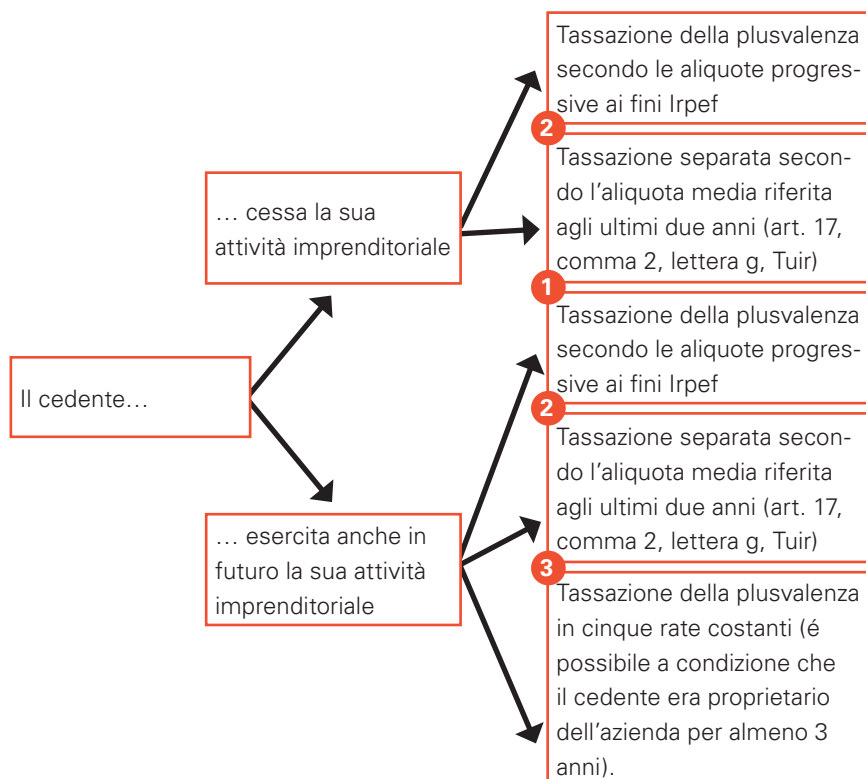 Tassazione della plusvalenza
secondo le aliquote progres-
sive ai fini Irpef
2
Tassazione separata secon-
do l’aliquota media riferita
agli ultimi due anni (art. 17,
comma 2, lettera g, Tuir)
… cessa la sua
attività imprenditoriale
1
Tassazione della plusvalenza
secondo le aliquote progres-
sive ai fini Irpef
Il cedente…
2
Tassazione separata secon-
do l’aliquota media riferita
agli ultimi due anni (art. 17,
comma 2, lettera g, Tuir)
… esercita anche in
futuro la sua attività
imprenditoriale
3
Tassazione della plusvalenza
in cinque rate costanti (é
possibile a condizione che
il cedente era proprietario
dell’azienda per almeno 3
anni).